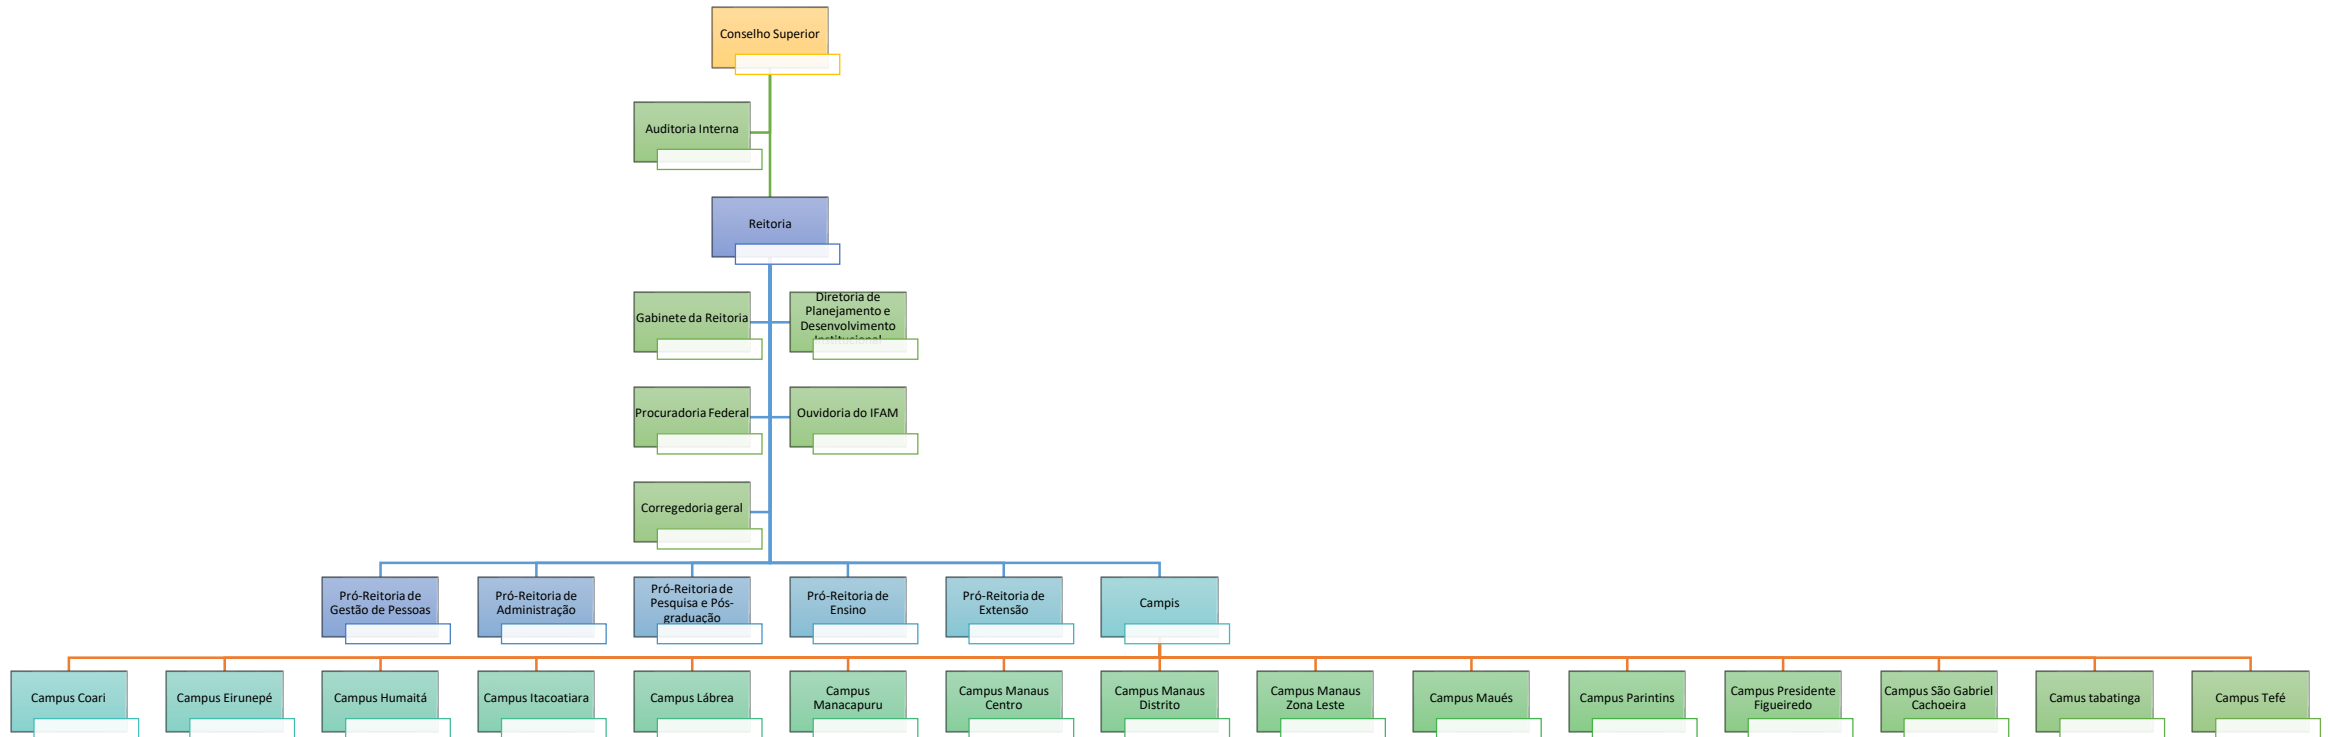 Conselho Superior
Auditoria Interna
Reitoria
Gabinete da Reitoria
Diretoria de
Planejamento e
Desenvolvimento
Institucional
Procuradoria Federal
Ouvidoria do IFAM
Corregedoria geral
Pró-Reitoria de
Gestão de Pessoas
Pró-Reitoria de
Administração
Pró-Reitoria de
Pesquisa e Pós-
graduação
Pró-Reitoria de
Ensino
Pró-Reitoria de
Extensão
Campis
Campus Coari
Campus Eirunepé
Campus Humaitá
Campus Itacoatiara
Campus Lábrea
Campus
Manacapuru
Campus Manaus
Centro
Campus Manaus
Distrito
Campus Manaus
Zona Leste
Campus Maués
Campus Parintins
Campus Presidente
Figueiredo
Campus São Gabriel
Cachoeira
Camus tabatinga
Campus Tefé